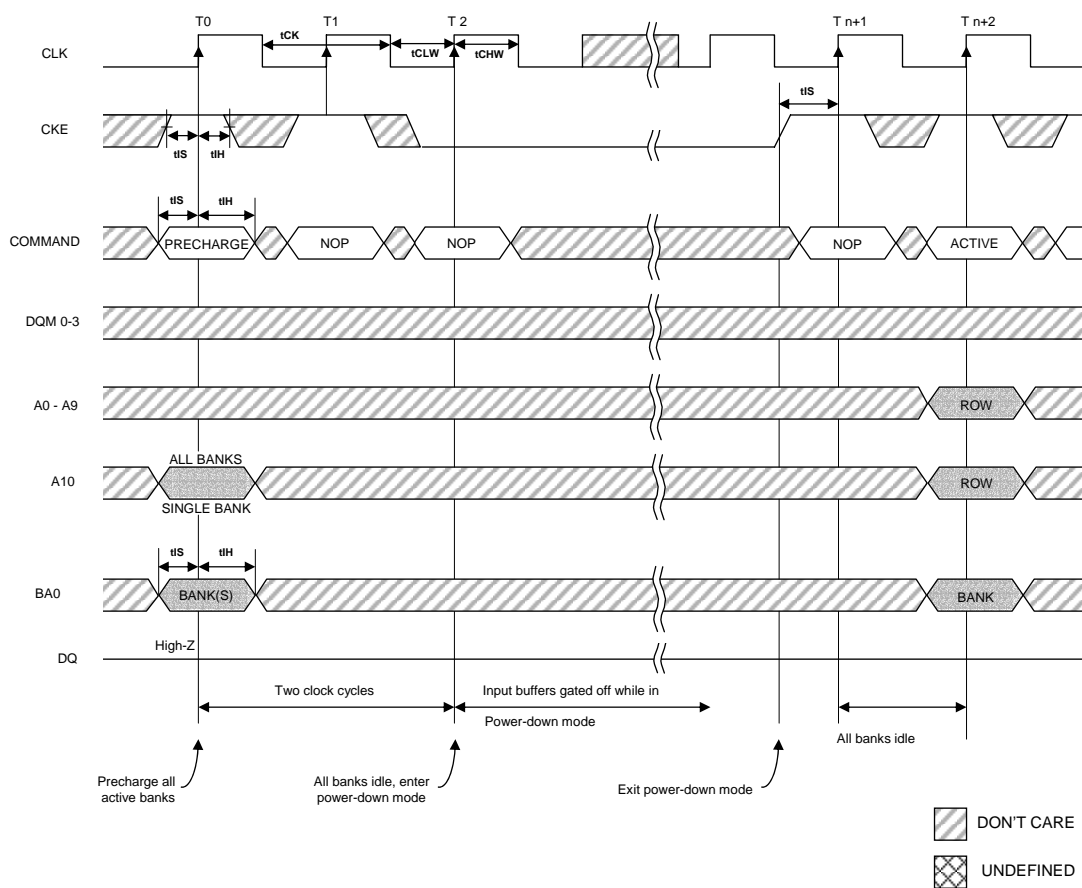 T0
T1
T 2
T n+1
T n+2
tCK
tCLW
tCHW
CLK
tIS
CKE
tIS
tIH
tIS
tIH
COMMAND
PRECHARGE
NOP
NOP
NOP
ACTIVE
DQM 0-3
A0 - A9
ROW
ALL BANKS
A10
ROW
SINGLE BANK
tIS
tIH
BA0
BANK(S)
BANK
High-Z
DQ
Two clock cycles
Input buffers gated off while in
Power-down mode
All banks idle
Precharge all
active banks
All banks idle, enter
power-down mode
Exit power-down mode
DON'T CARE
UNDEFINED